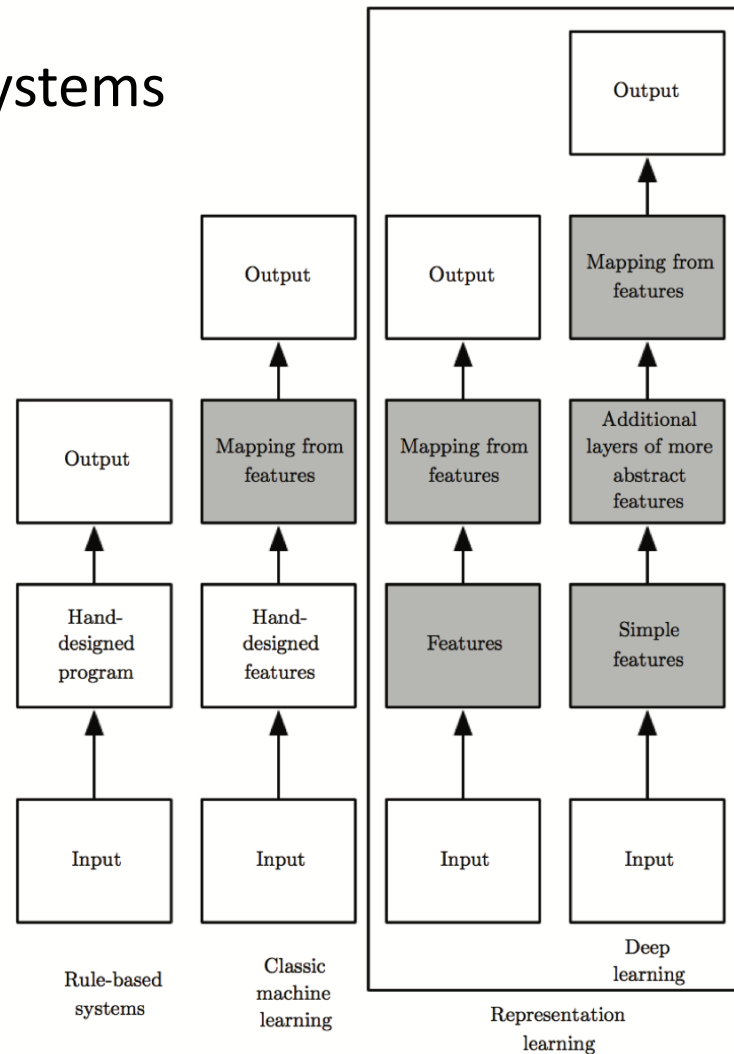 ystems
Output
Mapping from
features
Additional
layers of more
abstract
features
Simple
features
Input
Deep
learning
Output
Mapping from
features
Features
Input
Representation
learning
Output
Mapping from
features
Hand-
designed
features
Input
Classic
machine
learning
Output
Hand-
designed
program
Input
Rule-based
systems